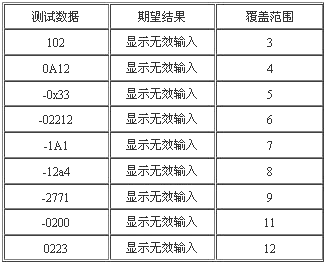 测试数据 期望结果 覆盖范围
102 显示无效输入 3
0A12 显示无效输入 4
-0x33 显示无效输入 5
-02212 显示无效输入 6
-1A1 显示无效输入 7
-12a4 显示无效输入 8
-2771 显示无效输入 9
-0200 显示无效输入 11
0223 显示无效输入 12